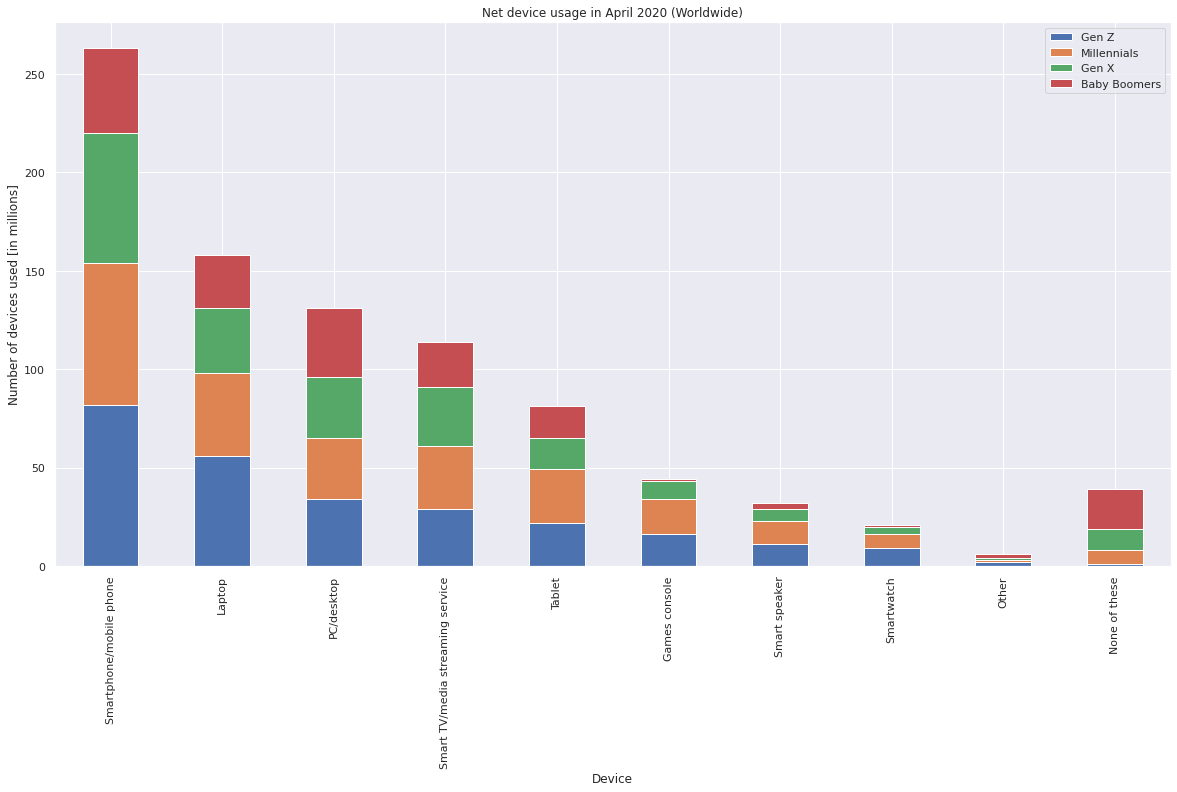 Net device usage in April 2020 (Worldwide)
Gen Z
Millennials
Gen X
Baby Boomers
Number of devices used [in millions]
250
200
150
100
50
0
Smartphone/mobile phone
Laptop
PC/desktop
Smart TV/media streaming service
Tablet
Games console
Smart speaker
Smartwatch
Other
None of these
Device